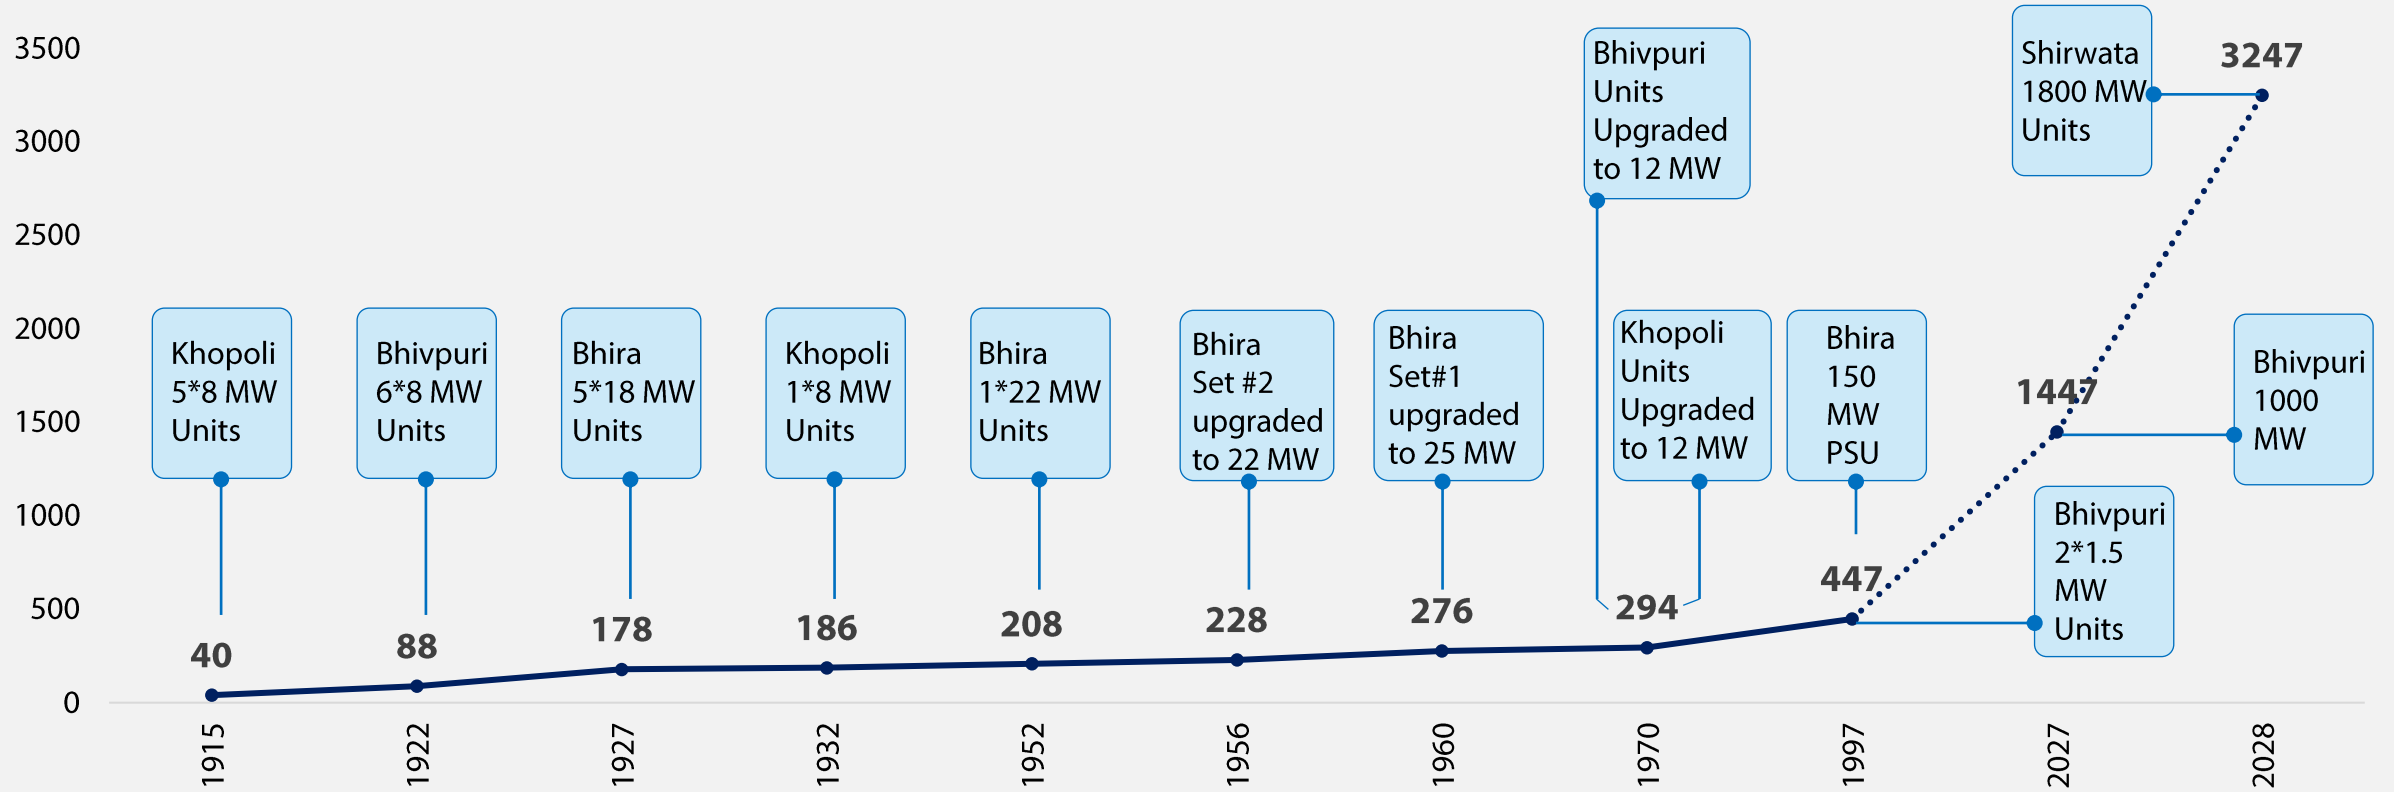 3500
3000
2500
2000
1500
1000
500
0
Khopoli
5*8 MW
Units
Bhivpuri
6*8 MW
Units
Bhira
5*18 MW
Units
Khopoli
1*8 MW
Units
Bhira
1*22 MW
Units
Bhira
Set #2
upgraded
to 22 MW
Bhira
Set#1
upgraded
to 25 MW
Bhivpuri
Units
Upgraded
to 12 MW
Khopoli
Units
Upgraded
to 12 MW
Bhira
150
MW
PSU
Shirwata
1800 MW
Units
Bhivpuri
1000
MW
Bhivpuri
2*1.5
MW
Units
40
88
178
186
208
228
276
294
447
1447
3247
1915
1922
1927
1932
1952
1956
1960
1970
1997
2027
2028